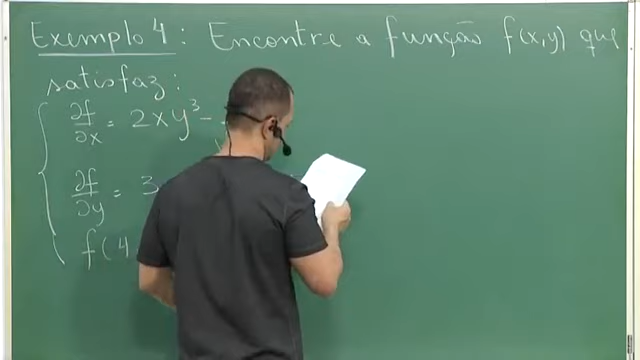 Exemplo 4: Encontre a função f(x,y) que
satisfaz:
∂f/∂x = 2xy³ -
∂f/∂y = 3
f(4